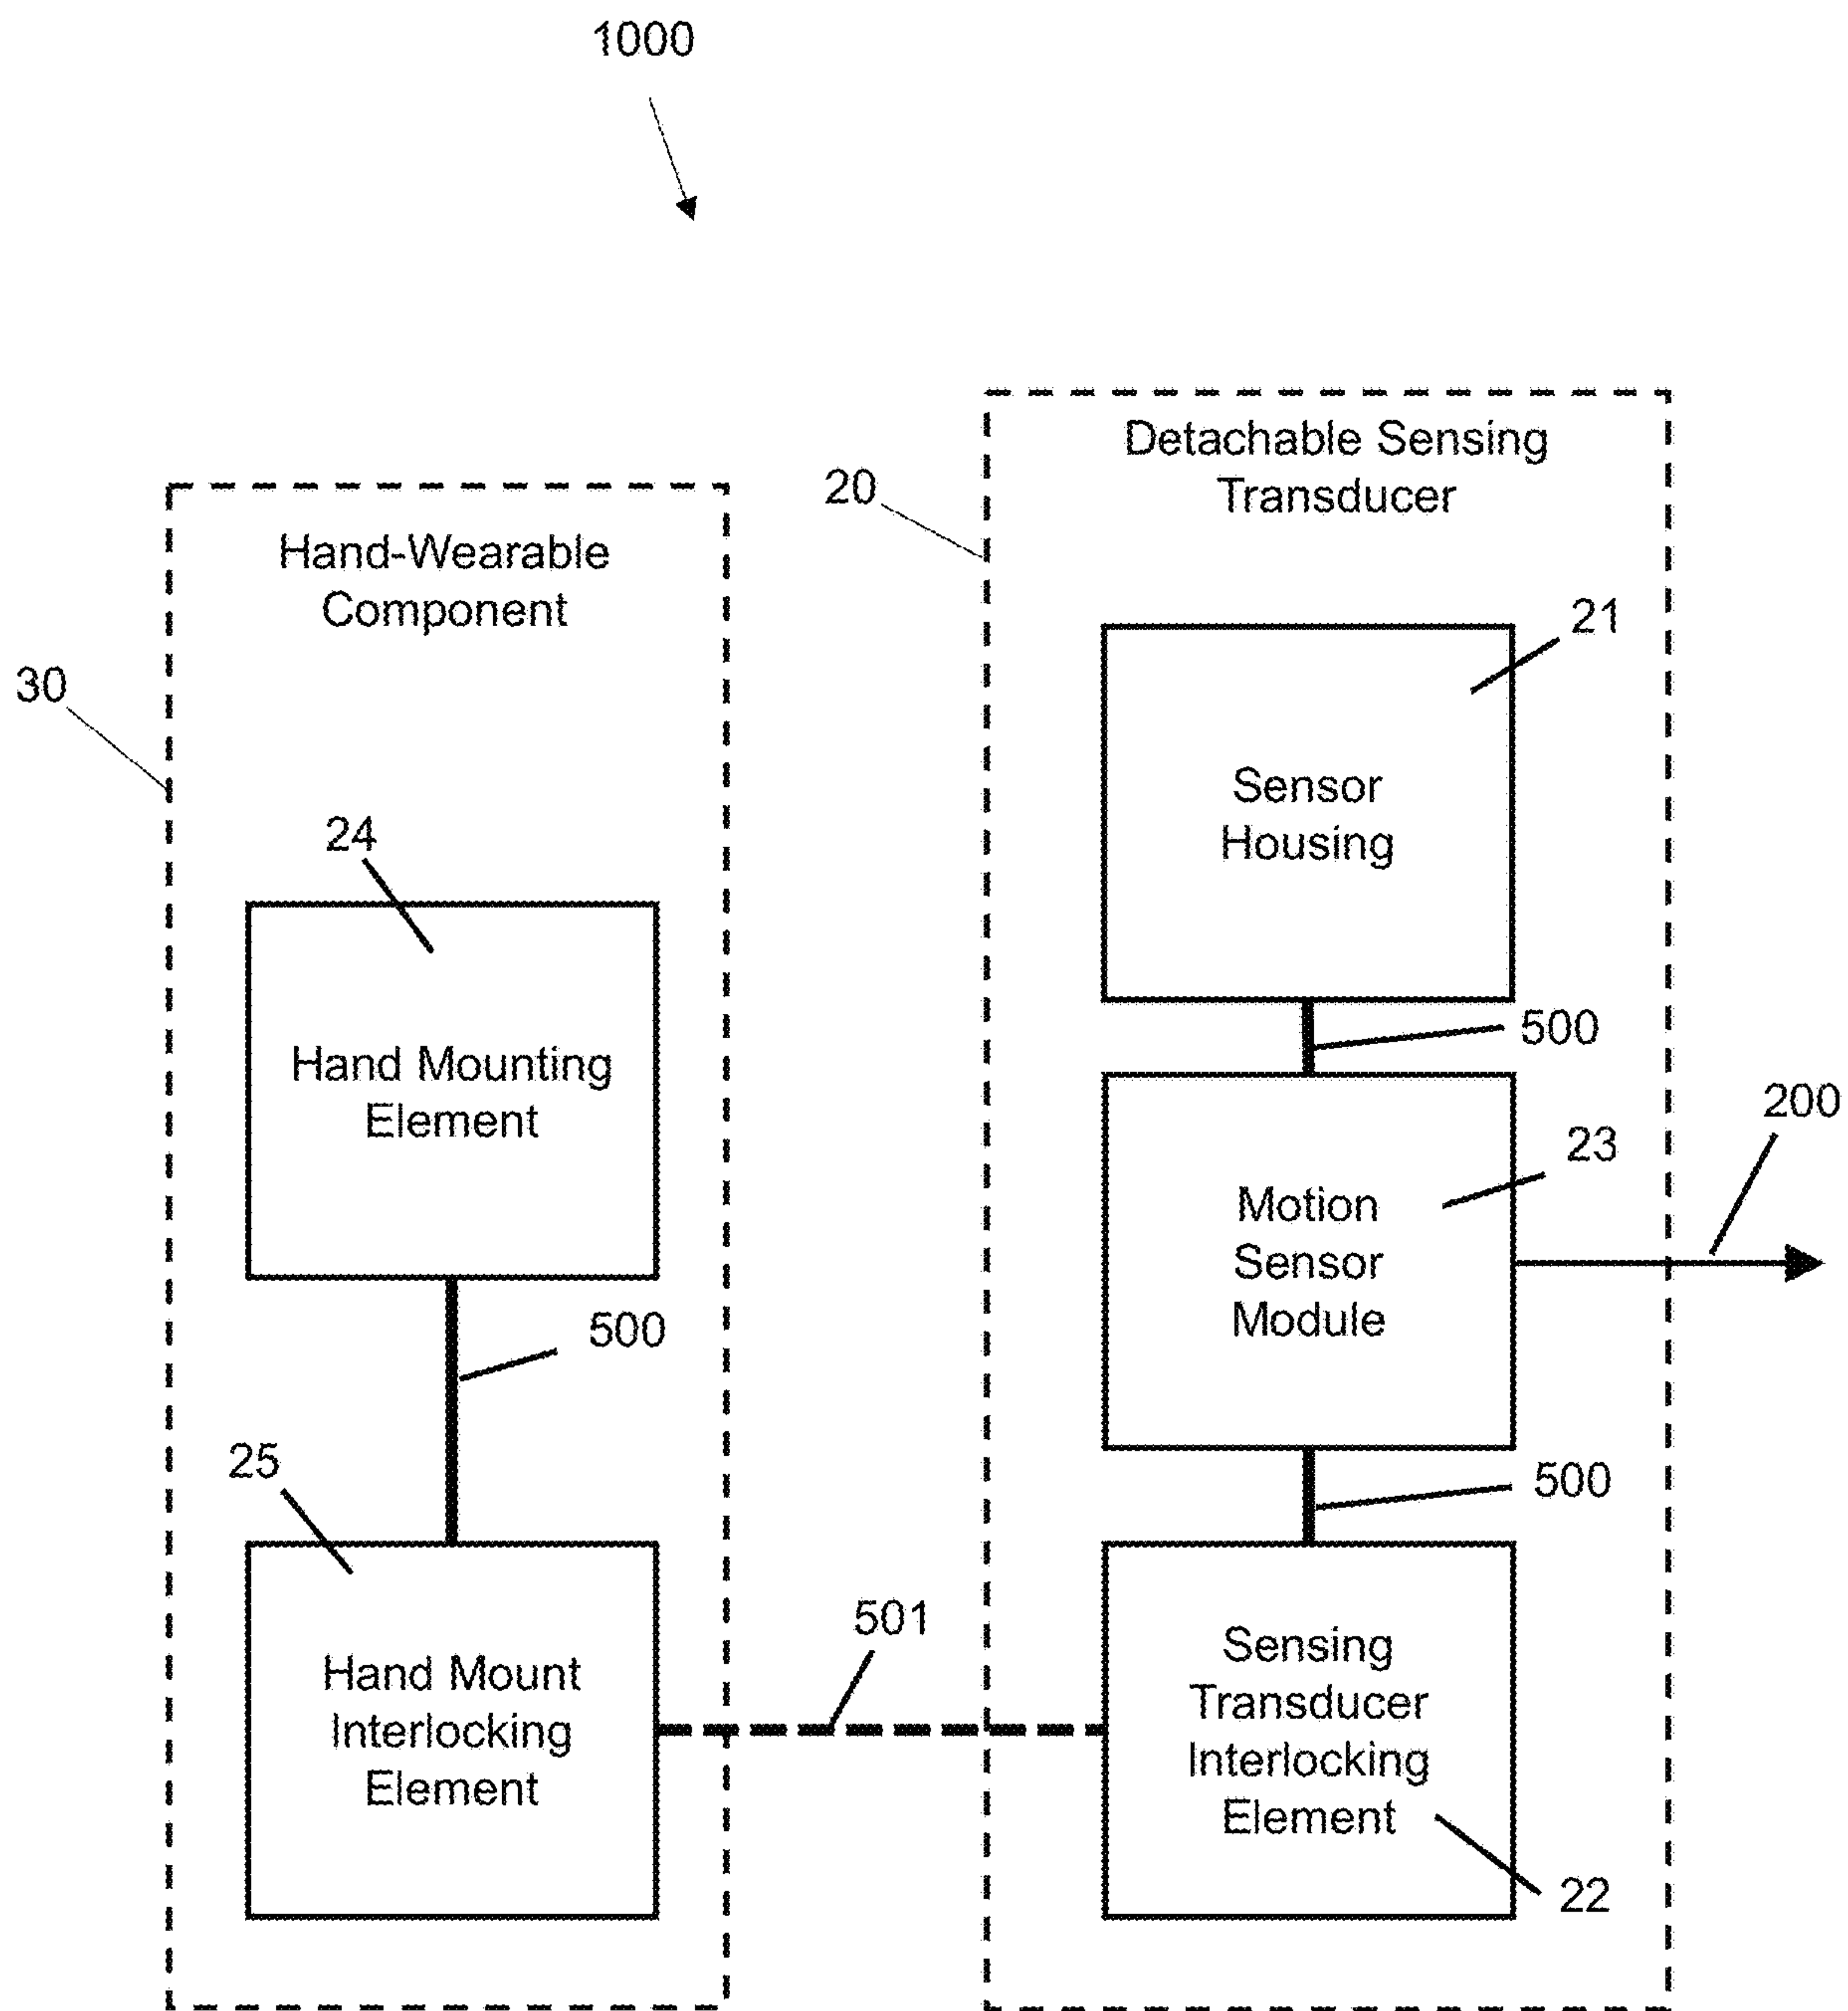 1000
Detachable Sensing
Transducer
20
Hand-Wearable
Component
21
30
Sensor
Housing
24
500
Hand Mounting
Element
200
23
Motion
Sensor
Module
500
25
500
501
Hand Mount
Interlocking
Element
Sensing
Transducer
Interlocking
Element
22